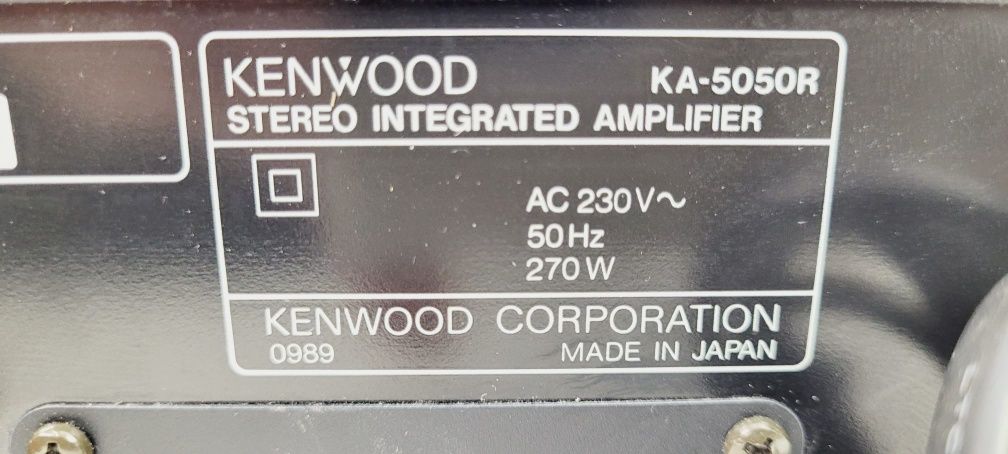 KENWOOD KA-5050R
STEREO INTEGRATED AMPLIFIER
AC 230V~
50Hz
270W
KENWOOD CORPORATION
0989 MADE IN JAPAN